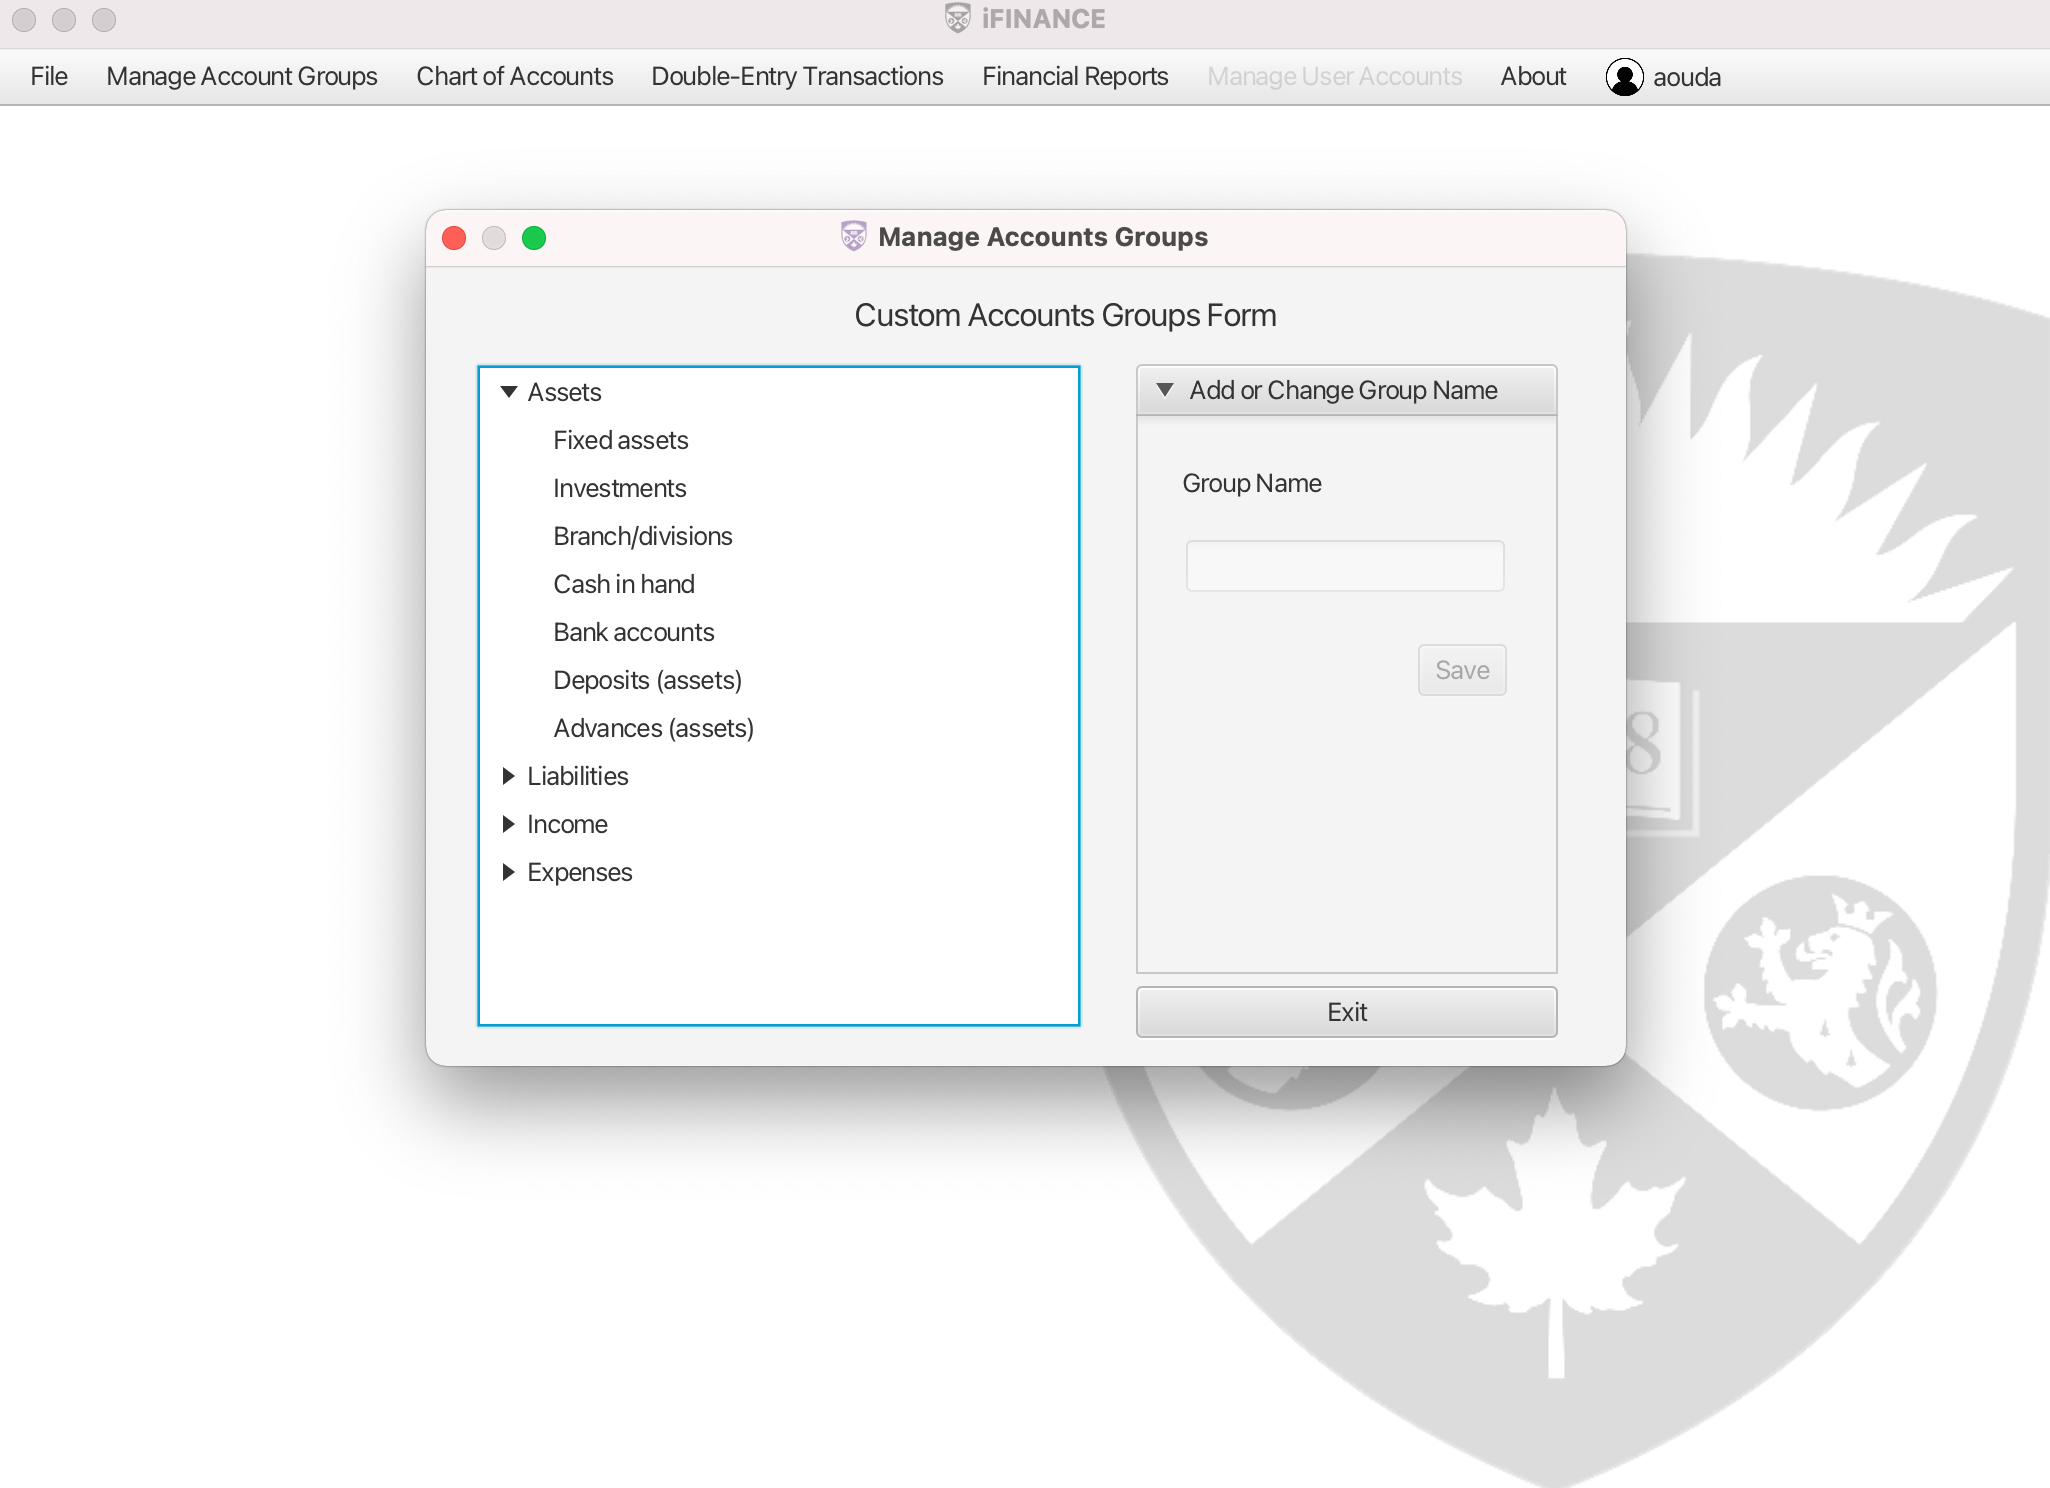 iFINANCE
File Manage Account Groups Chart of Accounts Double-Entry Transactions Financial Reports Manage User Accounts About aouda
Manage Accounts Groups
Custom Accounts Groups Form
Assets
Fixed assets
Investments
Branch/divisions
Cash in hand
Bank accounts
Deposits (assets)
Advances (assets)
Liabilities
Income
Expenses
Add or Change Group Name
Group Name
Save
Exit
8